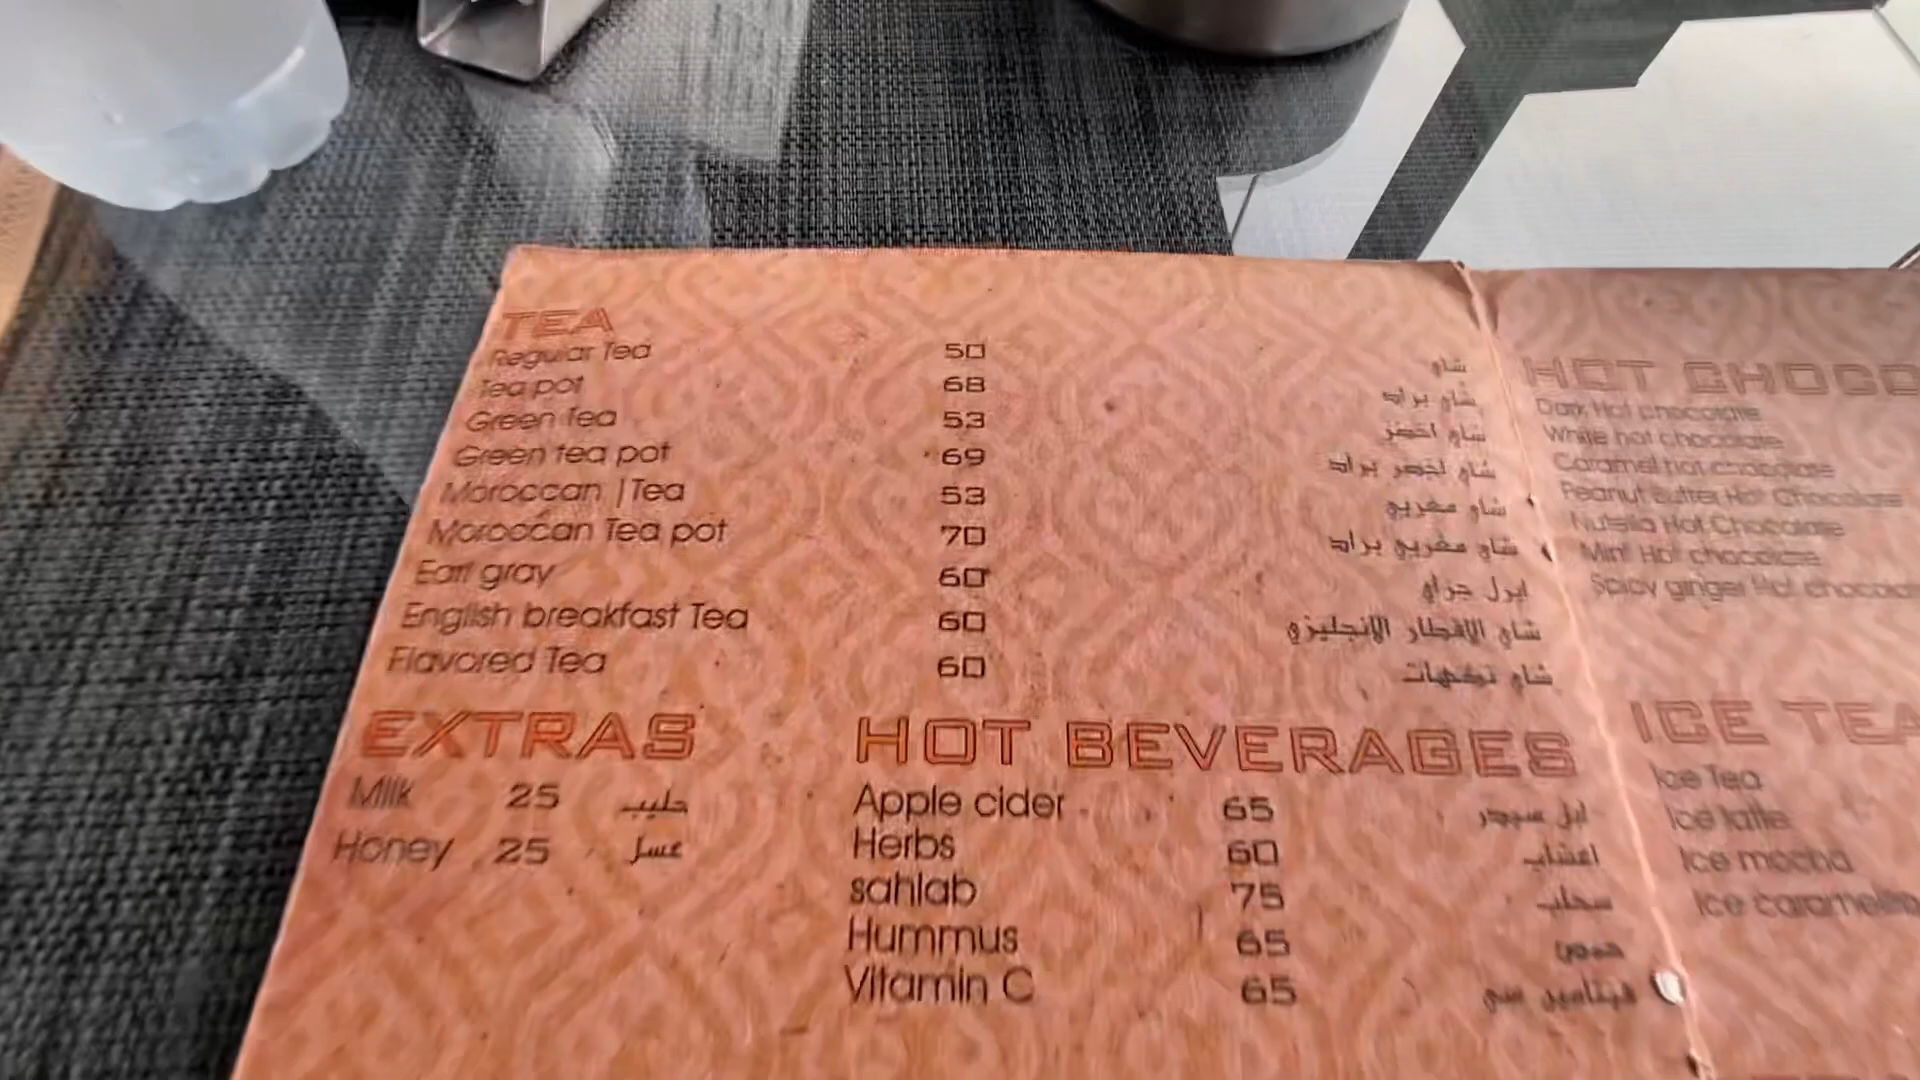 TEA
Regular Tea 50 شاي
Tea pot 68 شاي براد
Green Tea 53 شاي اخضر
Green tea pot 69 شاي اخضر براد
Moroccan |Tea 53 شاي مغربي
Moroccan Tea pot 70 شاي مغربي براد
Earl gray 60 ايرل جراي
English breakfast Tea 60 شاي الافطار الانجليزي
Flavored Tea 60 شاي نكهات
EXTRAS
Milk 25 حليب
Honey 25 عسل
HOT BEVERAGES
Apple cider 65 ابل سيدر
Herbs 60 اعشاب
sahlab 75 سحلب
Hummus 65 حمص
Vitamin C 65 فيتامين سي
HOT CHOCO
Dark Hot chocolate
White hot chocolate
Caramel hot chocolate
Peanut Butter Hot Chocolate
Nutella Hot Chocolate
Mint Hot chocolate
Spicy ginger Hot
ICE TEA
Ice Tea
Ice latte
Ice mocha
Ice